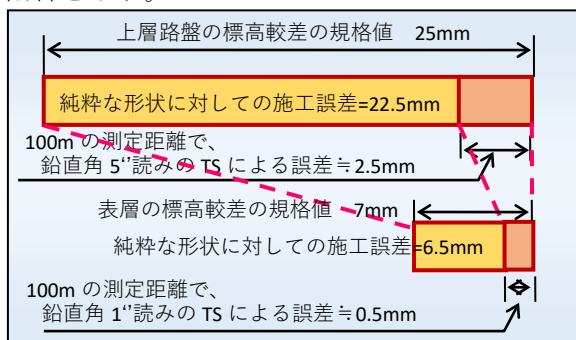 上層路盤の標高較差の規格値　25mm
純粋な形状に対しての施工誤差=22.5mm
100m の測定距離で、
鉛直角 5‘’読みの TS による誤差≒2.5mm
表層の標高較差の規格値　7mm
純粋な形状に対しての施工誤差=6.5mm
100m の測定距離で、
鉛直角 1‘’読みの TS による誤差≒0.5mm